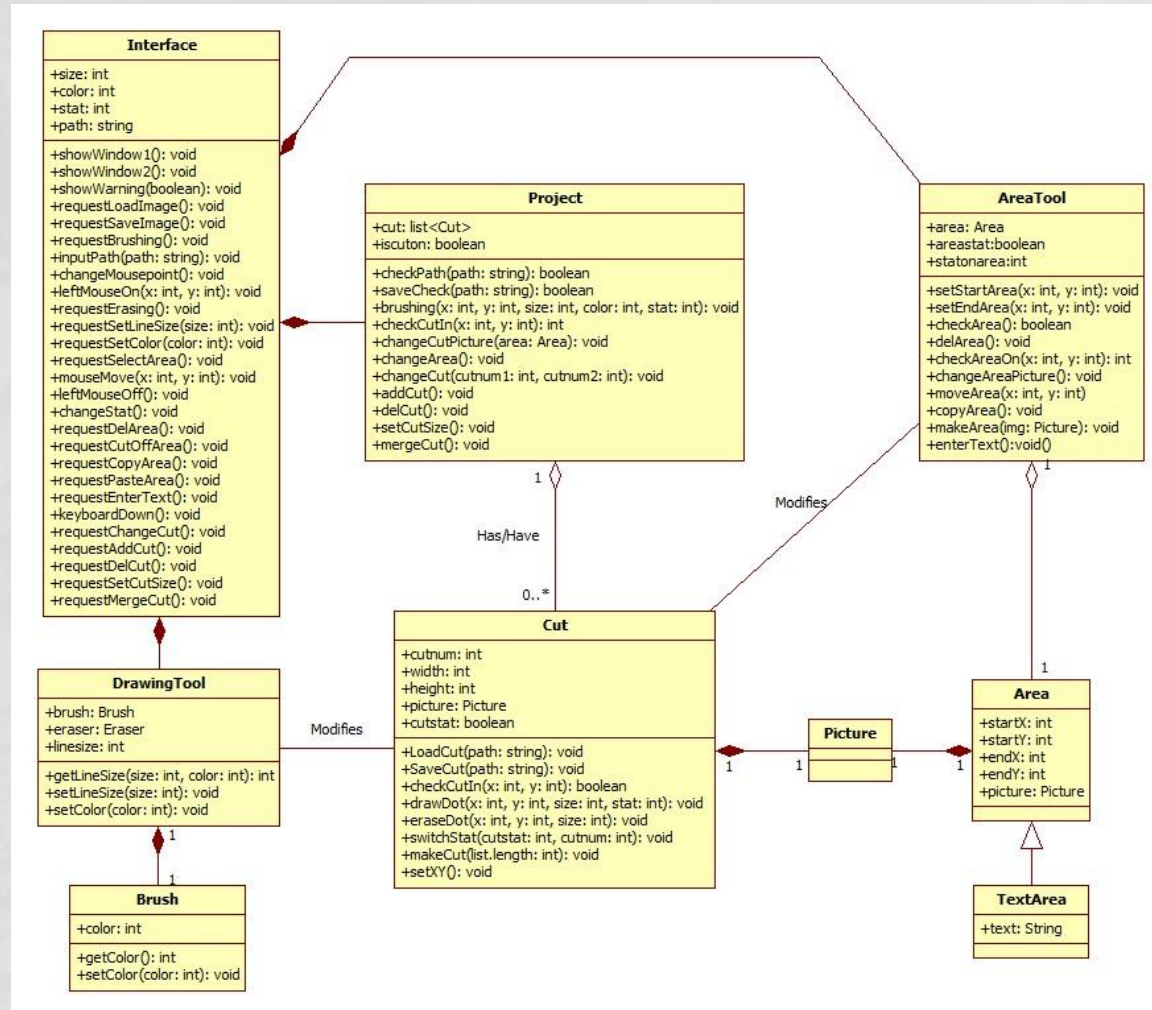 Interface
+size: int
+color: int
+stat: int
+path: string
+showWindow1(): void
+showWindow2(): void
+showWarning(boolean): void
+requestLoadImage(): void
+requestSaveImage(): void
+requestBrushing(): void
+inputPath(path: string): void
+changeMousepoint(): void
+leftMouseOn(x: int, y: int): void
+requestErasing(): void
+requestSetLineSize(size: int): void
+requestSetColor(color: int): void
+requestSelectArea(): void
+mouseMove(x: int, y: int): void
+leftMouseOff(): void
+changeStat(): void
+requestDelArea(): void
+requestCutOffArea(): void
+requestCopyArea(): void
+requestPasteArea(): void
+requestEnterText(): void
+keyboardDown(): void
+requestChangeCut(): void
+requestAddCut(): void
+requestDelCut(): void
+requestSetCutSize(): void
+requestMergeCut(): void
Project
+cut: list<Cut>
+iscuton: boolean
+checkPath(path: string): boolean
+saveCheck(path: string): boolean
+brushing(x: int, y: int, size: int, color: int, stat: int): void
+checkCutIn(x: int, y: int): int
+changeCutPicture(area: Area): void
+changeArea(): void
+changeCut(cutnum1: int, cutnum2: int): void
+addCut(): void
+delCut(): void
+setCutSize(): void
+mergeCut(): void
AreaTool
+area: Area
+areastat:boolean
+statonarea:int
+setStartArea(x: int, y: int): void
+setEndArea(x: int, y: int): void
+checkArea(): boolean
+delArea(): void
+checkAreaOn(x: int, y: int): int
+changeAreaPicture(): void
+moveArea(x: int, y: int)
+copyArea(): void
+makeArea(img: Picture): void
+enterText():void()
1
Has/Have
0..*
Modifies
1
1
DrawingTool
+brush: Brush
+eraser: Eraser
+linesize: int
+getLineSize(size: int, color: int): int
+setLineSize(size: int): void
+setColor(color: int): void
Modifies
1
1
Brush
+color: int
+getColor(): int
+setColor(color: int): void
Cut
+cutnum: int
+width: int
+height: int
+picture: Picture
+cutstat: boolean
+LoadCut(path: string): void
+SaveCut(path: string): void
+checkCutIn(x: int, y: int): boolean
+drawDot(x: int, y: int, size: int, stat: int): void
+eraseDot(x: int, y: int, size: int): void
+switchStat(cutstat: int, cutnum: int): void
+makeCut(list.length: int): void
+setXY(): void
1
1
Picture
1
1
Area
+startX: int
+startY: int
+endX: int
+endY: int
+picture: Picture
TextArea
+text: String